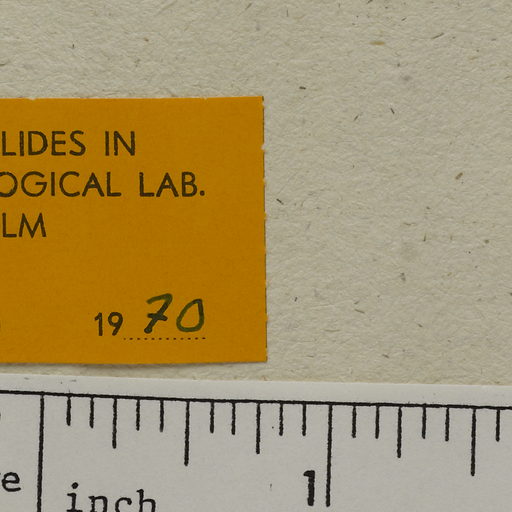 LIDES IN
OGICAL LAB.
LM
19 70
1
inch